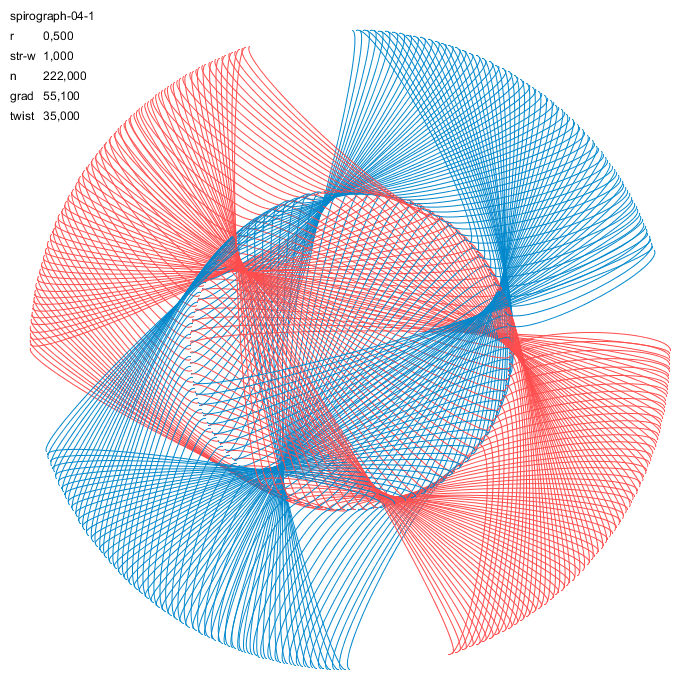 spirograph-04-1
r 0,500
str-w 1,000
n 222,000
grad 55,100
twist 35,000